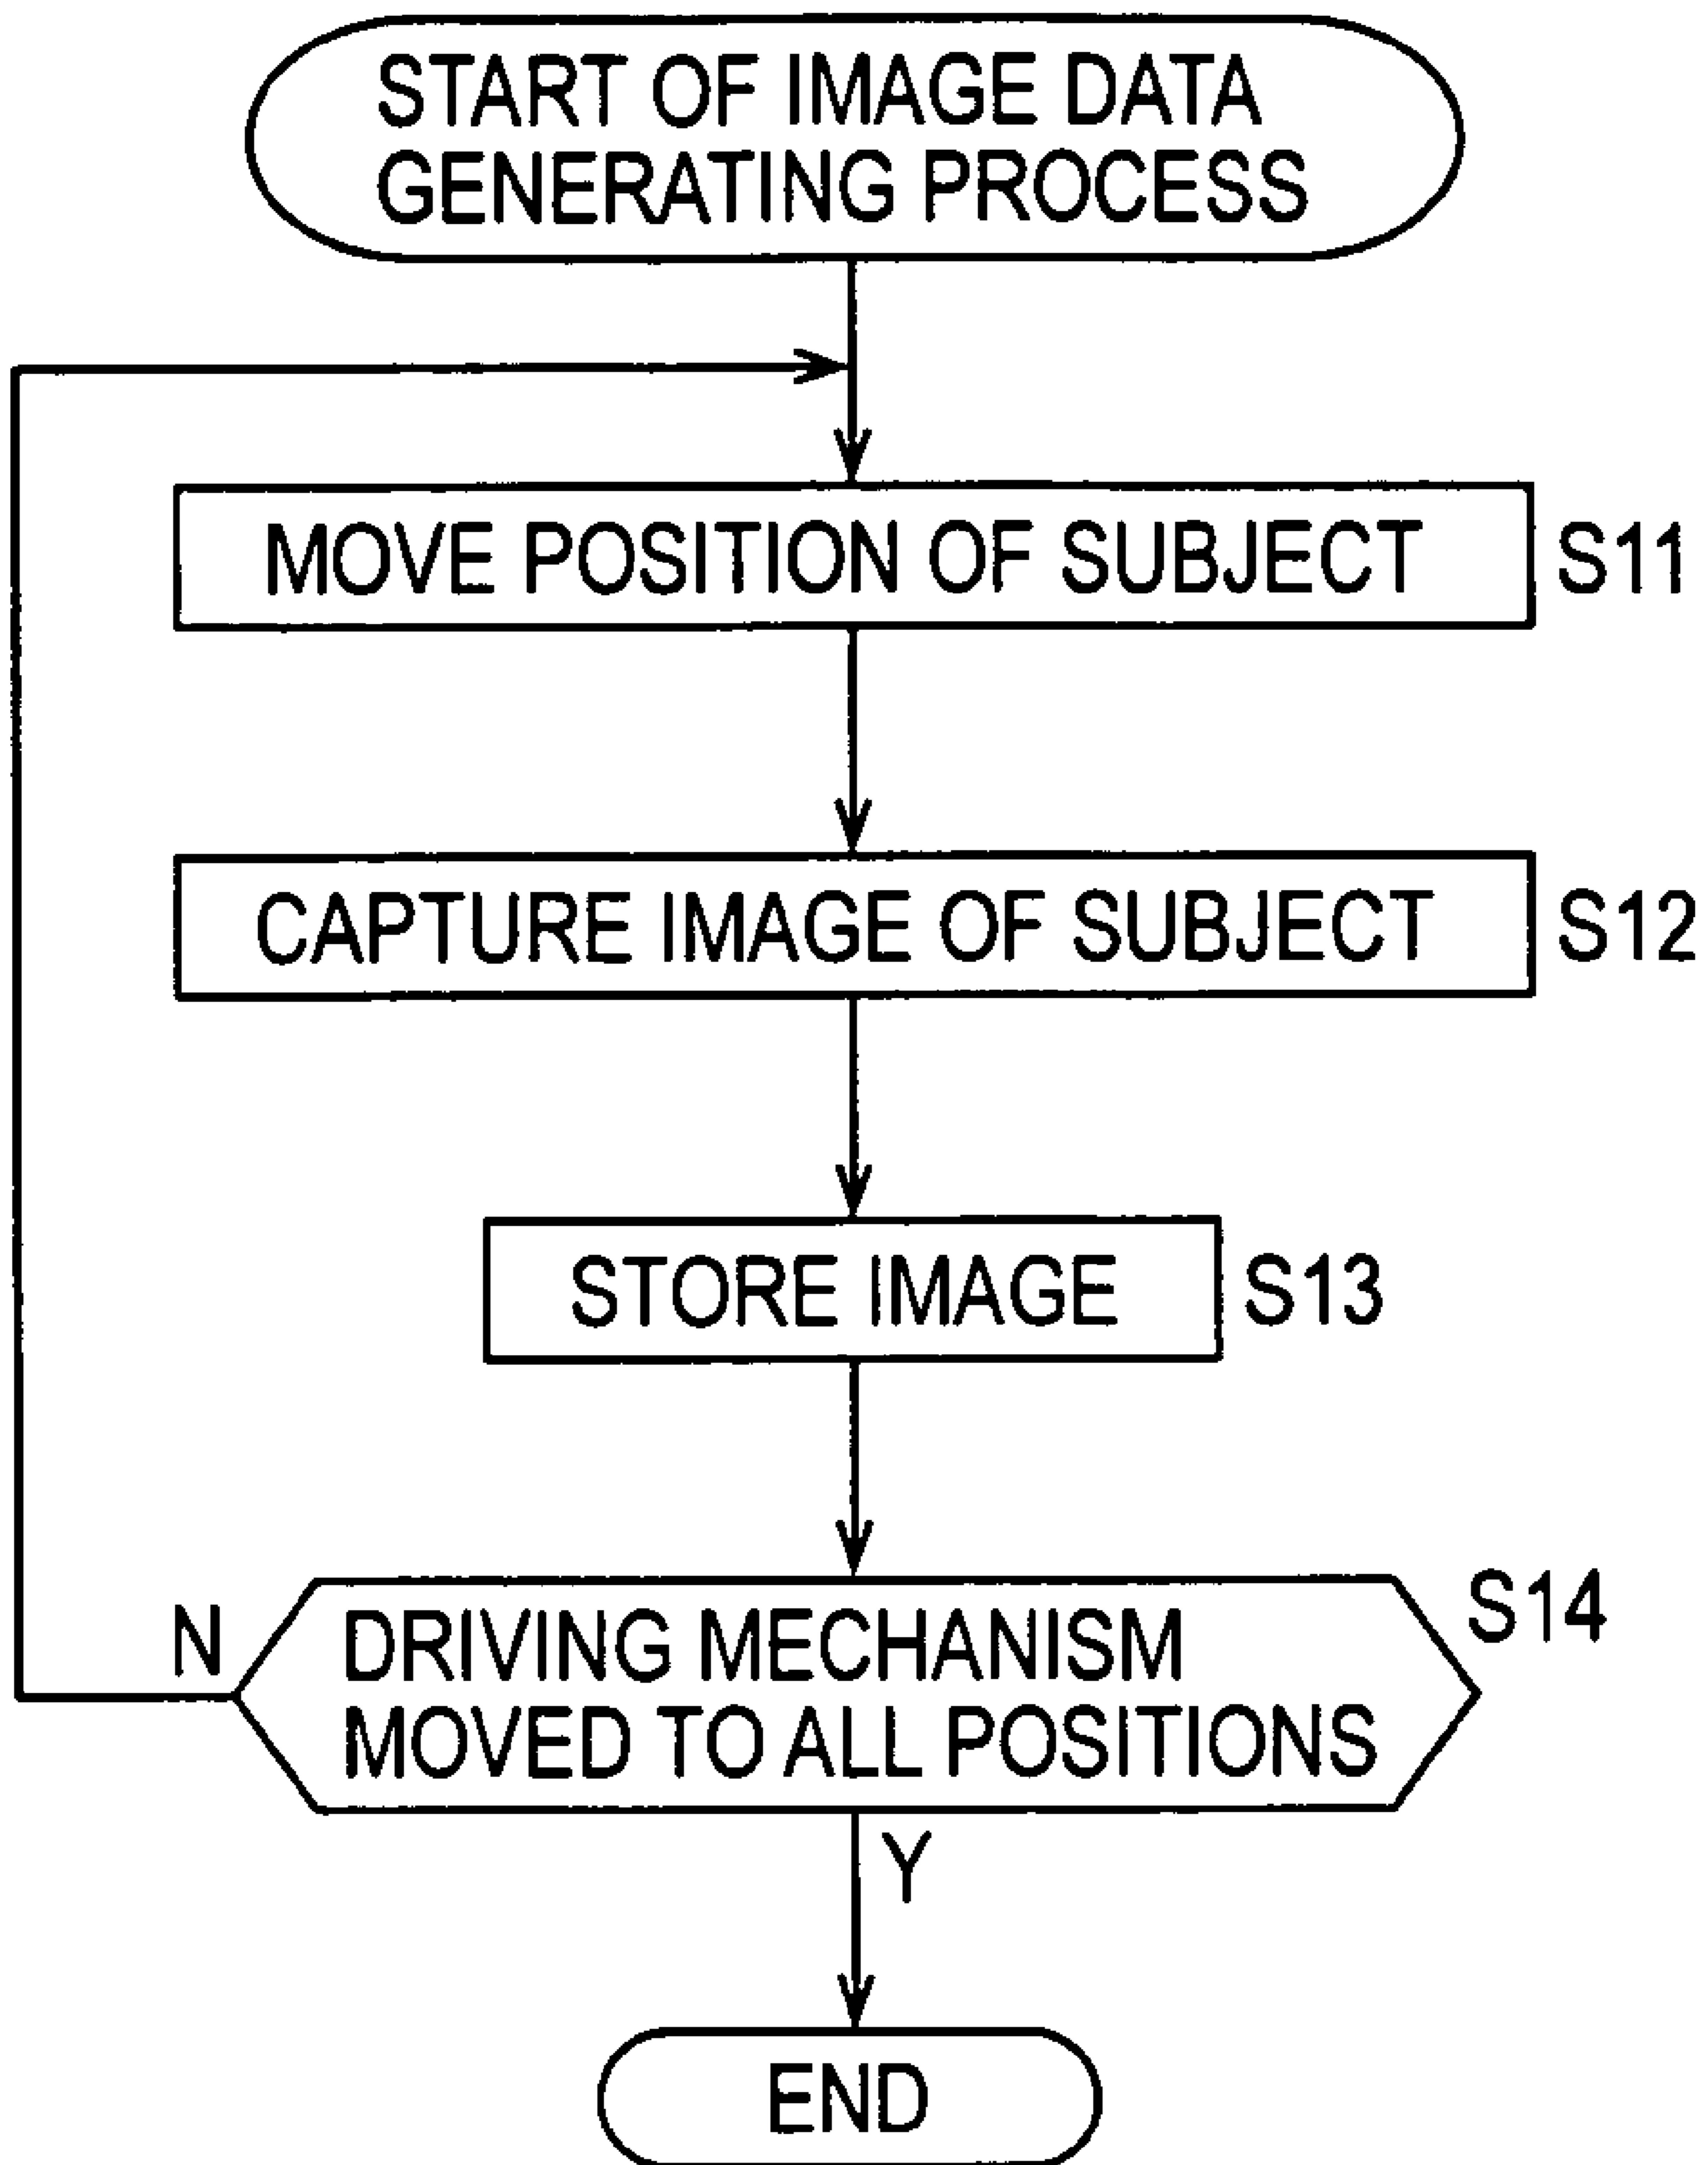 START OF IMAGE DATA
GENERATING PROCESS
MOVE POSITION OF SUBJECT S11
CAPTURE IMAGE OF SUBJECT S12
STORE IMAGE S13
S14
N DRIVING MECHANISM
MOVED TO ALL POSITIONS
Y
END